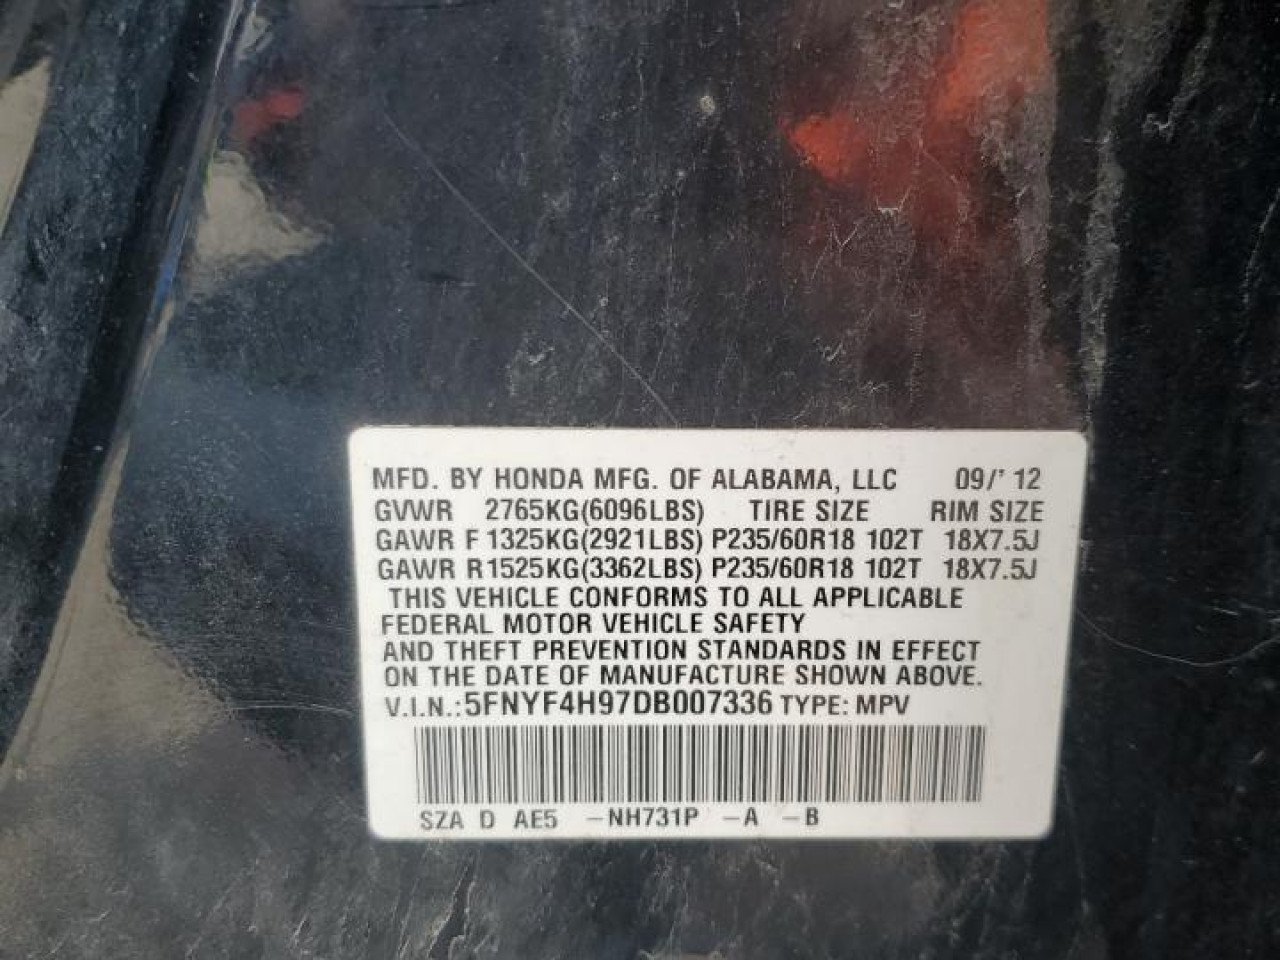 MFD. BY HONDA MFG. OF ALABAMA, LLC 09/' 12
GVWR 2765KG(6096LBS) TIRE SIZE RIM SIZE
GAWR F 1325KG(2921LBS) P235/60R18 102T 18X7.5J
GAWR R1525KG(3362LBS) P235/60R18 102T 18X7.5J
THIS VEHICLE CONFORMS TO ALL APPLICABLE
FEDERAL MOTOR VEHICLE SAFETY
AND THEFT PREVENTION STANDARDS IN EFFECT
ON THE DATE OF MANUFACTURE SHOWN ABOVE.
V.I.N.:5FNYF4H97DB007336 TYPE: MPV
SZA D AE5 -NH731P -A -B